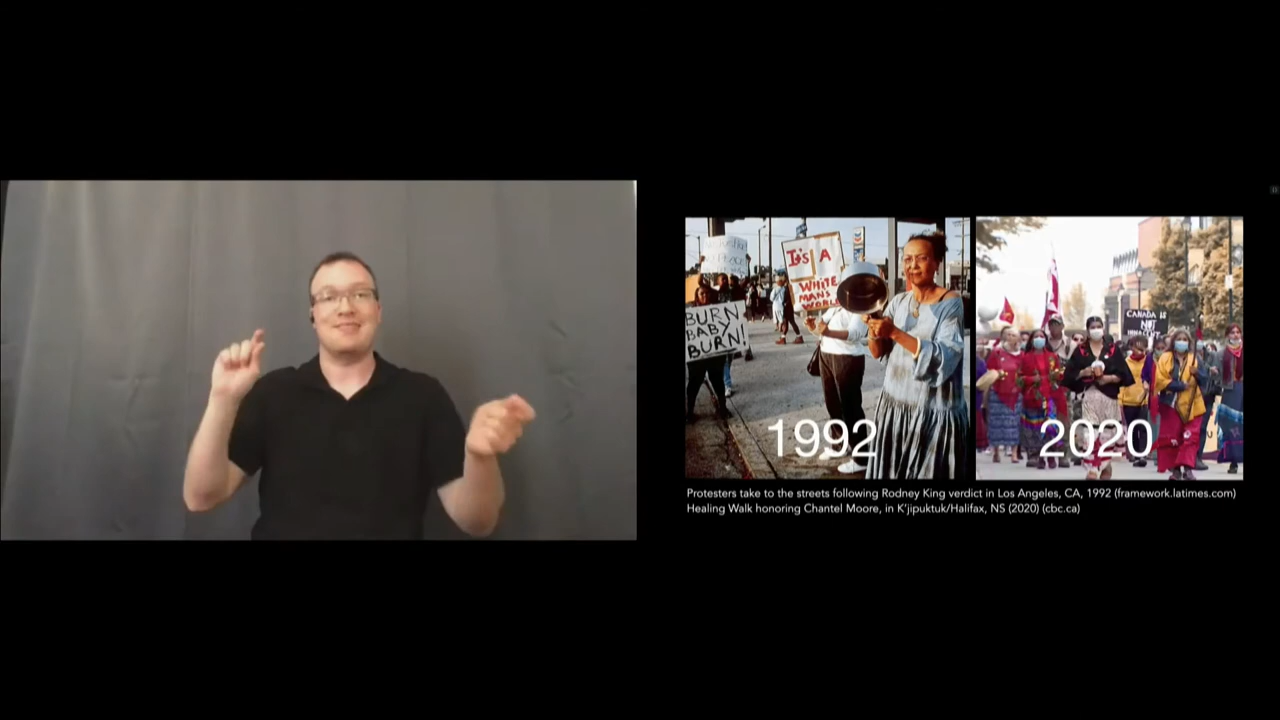 BURN
BABY
BURN!
It's A
WHITE
MANS
WORLD
1992
CANADA IS
NOT
INNOCENT
2020
Protesters take to the streets following Rodney King verdict in Los Angeles, CA, 1992 (framework.latimes.com)
Healing Walk honoring Chantel Moore, in K'jipuktuk/Halifax, NS (2020) (cbc.ca)